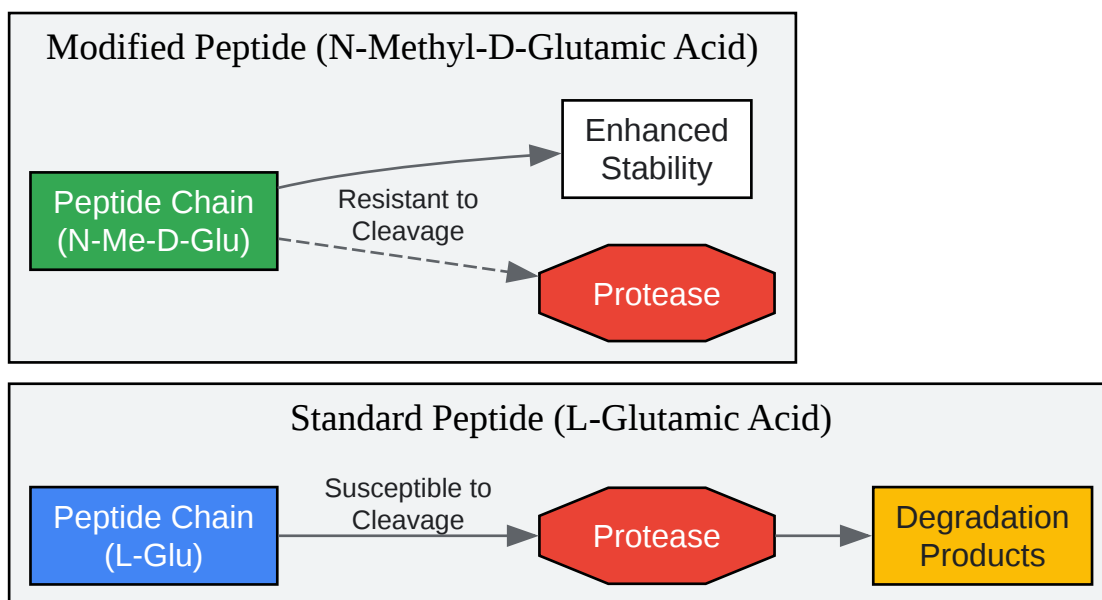 Modified Peptide (N-Methyl-D-Glutamic Acid)
Enhanced
Stability
Peptide Chain
(N-Me-D-Glu)
Resistant to
Cleavage
Protease
Standard Peptide (L-Glutamic Acid)
Peptide Chain
(L-Glu)
Susceptible to
Cleavage
Protease
Degradation
Products